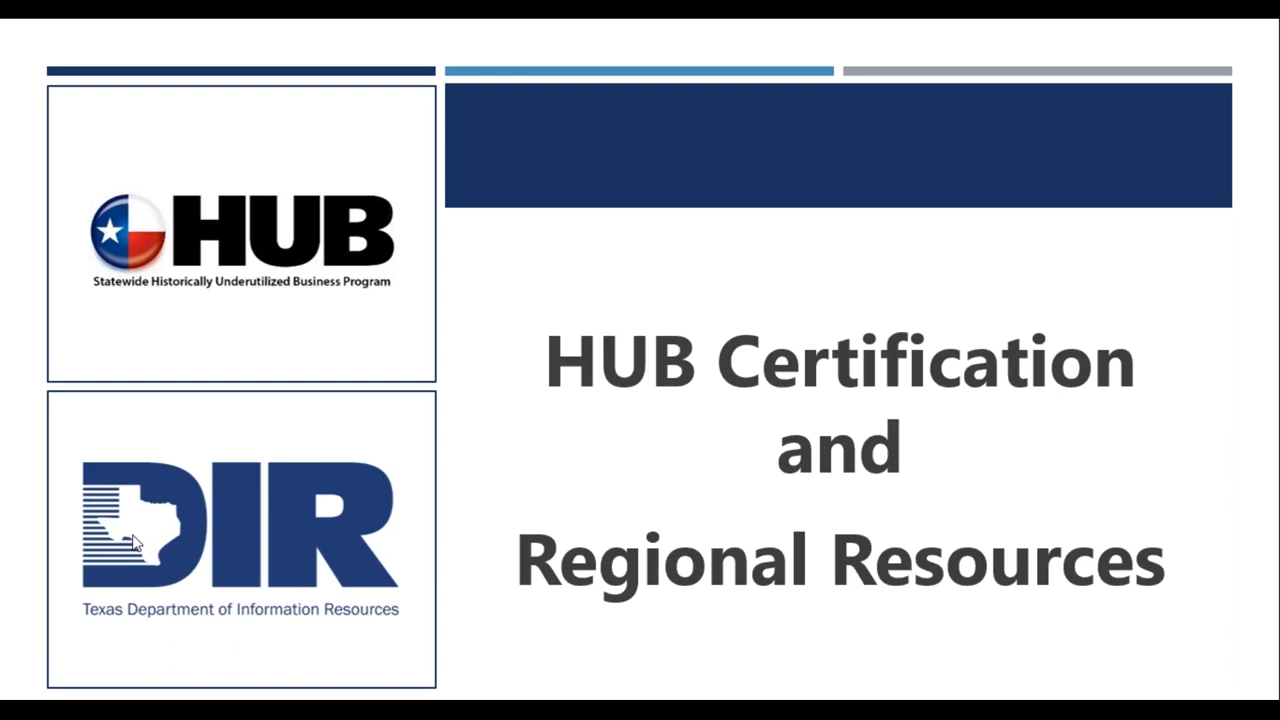 HUB
Statewide Historically Underutilized Business Program
DIR
Texas Department of Information Resources
HUB Certification
and
Regional Resources